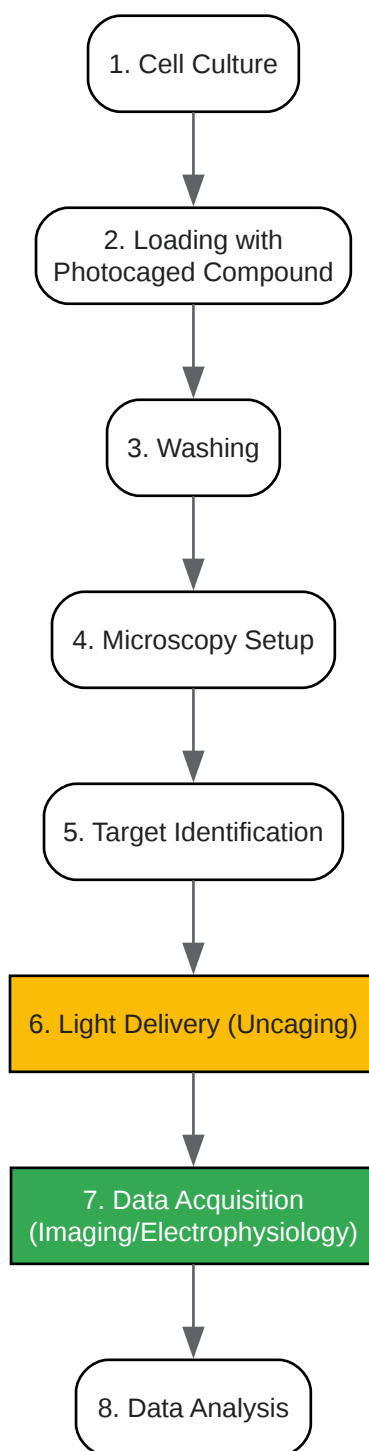 1. Cell Culture
2. Loading with
Photocaged Compound
3. Washing
4. Microscopy Setup
5. Target Identification
6. Light Delivery (Uncaging)
7. Data Acquisition
(Imaging/Electrophysiology)
8. Data Analysis